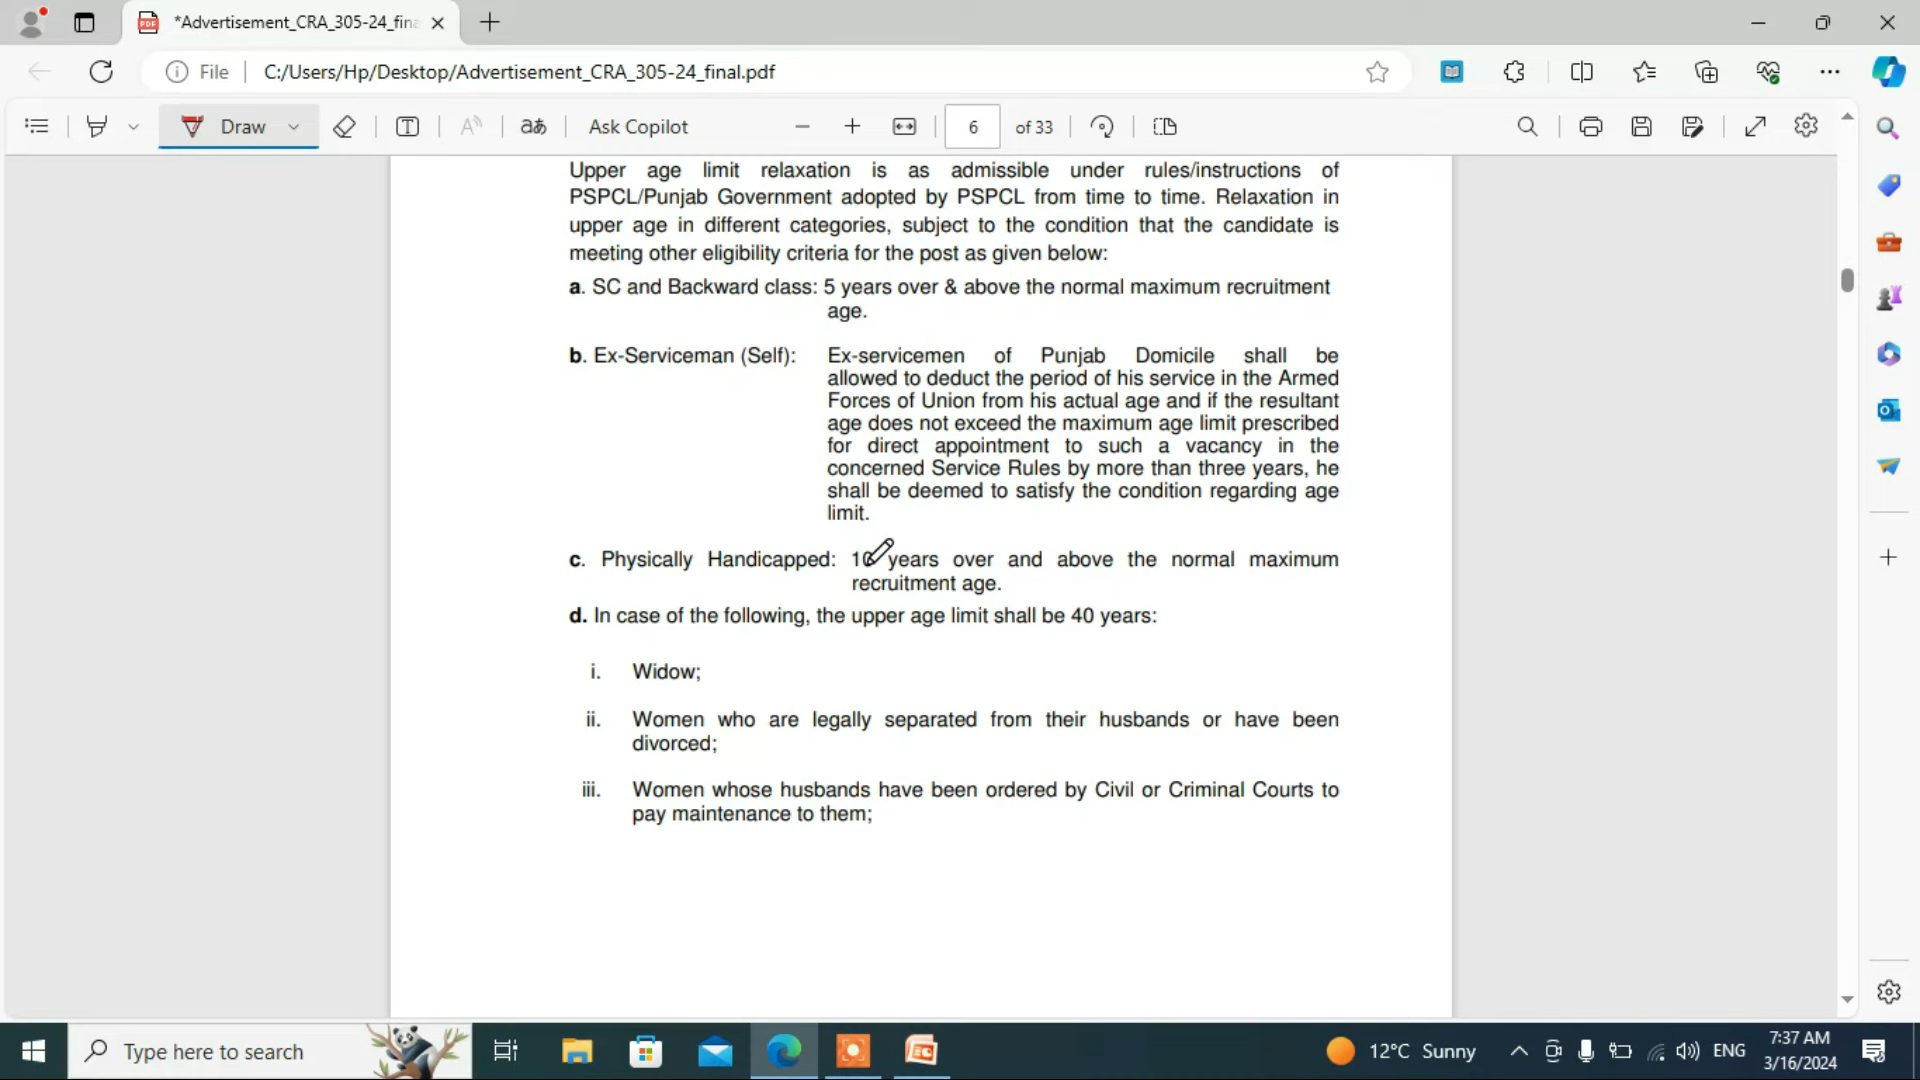 *Advertisement_CRA_305-24_fina
File
C:/Users/Hp/Desktop/Advertisement_CRA_305-24_final.pdf
Draw
aあ
Ask Copilot
6 of 33
Upper age limit relaxation is as admissible under rules/instructions of
PSPCL/Punjab Government adopted by PSPCL from time to time. Relaxation in
upper age in different categories, subject to the condition that the candidate is
meeting other eligibility criteria for the post as given below:
a. SC and Backward class: 5 years over & above the normal maximum recruitment
age.
b. Ex-Serviceman (Self): Ex-servicemen of Punjab Domicile shall be
allowed to deduct the period of his service in the Armed
Forces of Union from his actual age and if the resultant
age does not exceed the maximum age limit prescribed
for direct appointment to such a vacancy in the
concerned Service Rules by more than three years, he
shall be deemed to satisfy the condition regarding age
limit.
c. Physically Handicapped: 10 years over and above the normal maximum
recruitment age.
d. In case of the following, the upper age limit shall be 40 years:
i. Widow;
ii. Women who are legally separated from their husbands or have been
divorced;
iii. Women whose husbands have been ordered by Civil or Criminal Courts to
pay maintenance to them;
Type here to search
12°C Sunny
ENG
7:37 AM
3/16/2024